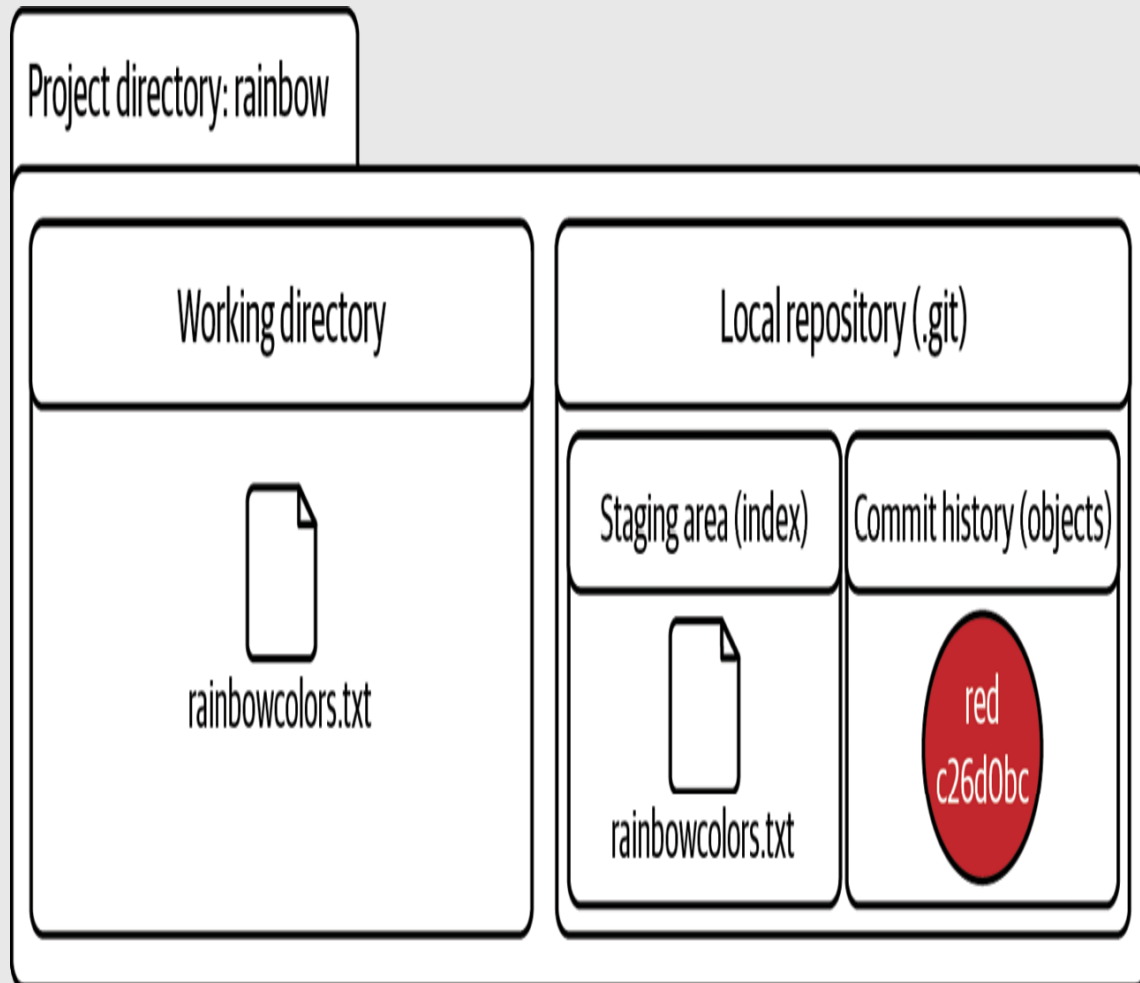 Project directory: rainbow
Working directory
Local repository (.git)
Staging area (index)
Commit history (objects)
rainbowcolors.txt
rainbowcolors.txt
red
c26d0bc